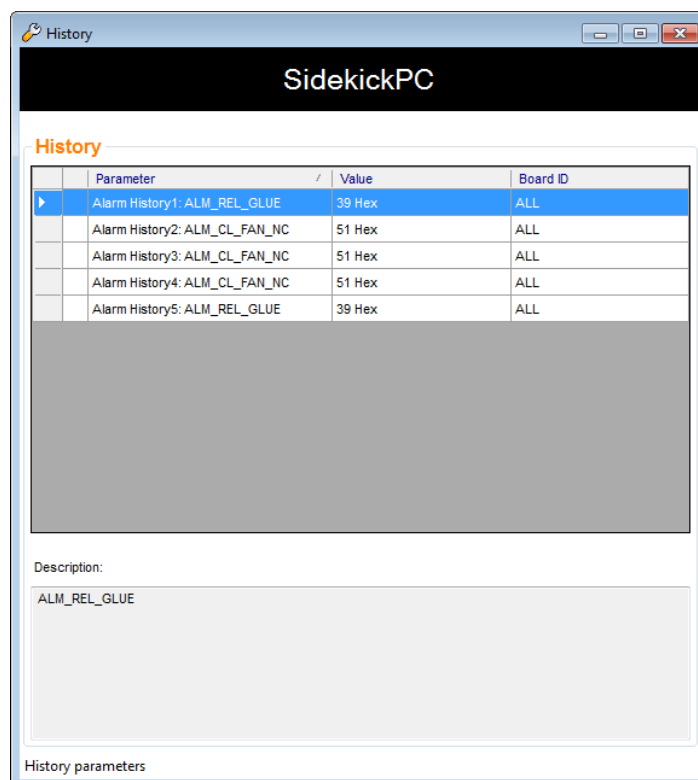 History
SidekickPC
History
Parameter / Value Board ID
Alarm History1: ALM_REL_GLUE 39 Hex ALL
Alarm History2: ALM_CL_FAN_NC 51 Hex ALL
Alarm History3: ALM_CL_FAN_NC 51 Hex ALL
Alarm History4: ALM_CL_FAN_NC 51 Hex ALL
Alarm History5: ALM_REL_GLUE 39 Hex ALL
Description:
ALM_REL_GLUE
History parameters